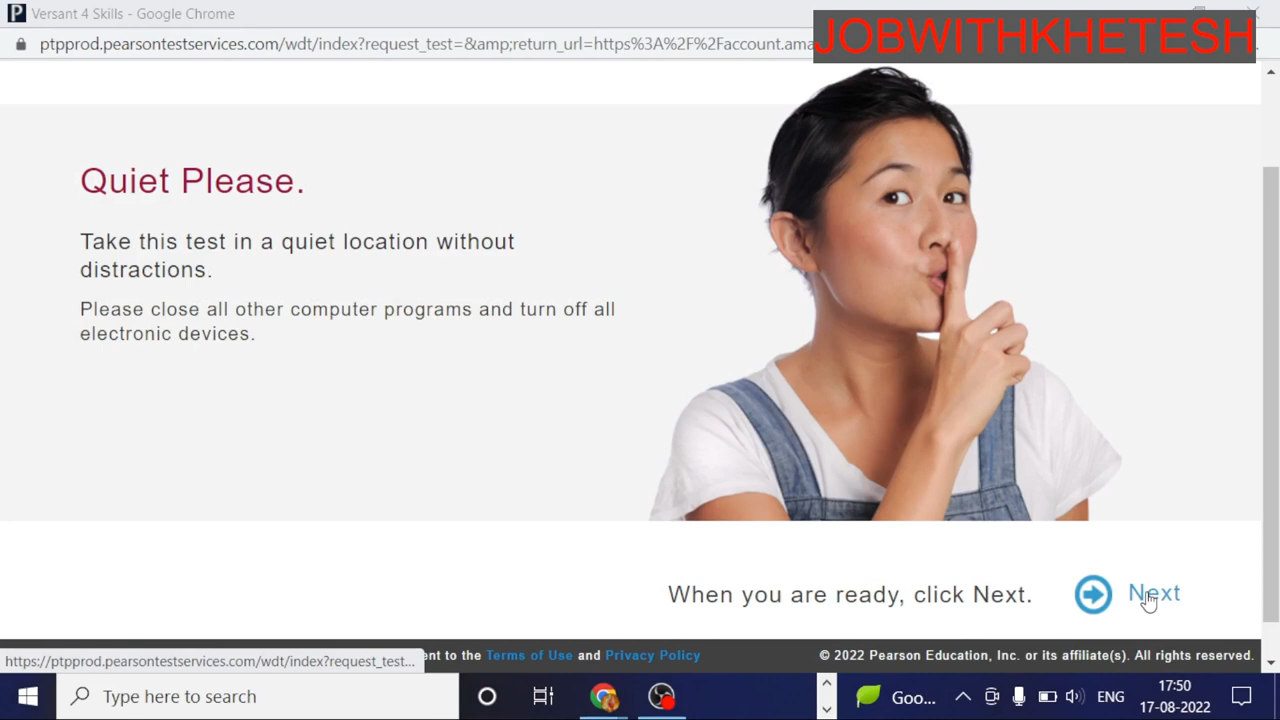 Versant 4 Skills - Google Chrome
ptpprod.pearsontestservices.com/wdt/index?request_test=&amp;return_url=https%3A%2F%2Faccount.ama
JOBWITHKHETESH
Quiet Please.
Take this test in a quiet location without
distractions.
Please close all other computer programs and turn off all
electronic devices.
When you are ready, click Next.
Next
https://ptpprod.pearsontestservices.com/wdt/index?request_test...
ent to the Terms of Use and Privacy Policy
© 2022 Pearson Education, Inc. or its affiliate(s). All rights reserved.
Type here to search
Goo...
ENG
17:50
17-08-2022